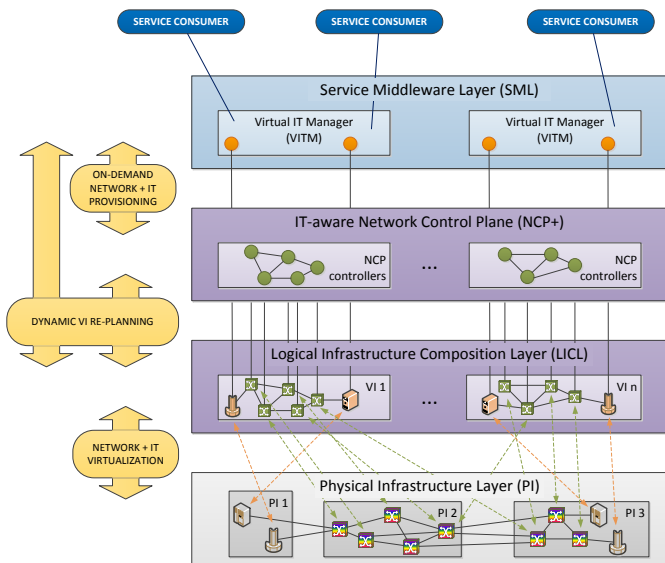 SERVICE CONSUMER
SERVICE CONSUMER
SERVICE CONSUMER
Service Middleware Layer (SML)
Virtual IT Manager
(VITM)
Virtual IT Manager
(VITM)
ON-DEMAND
NETWORK + IT
PROVISIONING
IT-aware Network Control Plane (NCP+)
NCP
controllers
...
NCP
controllers
DYNAMIC VI RE-PLANNING
Logical Infrastructure Composition Layer (LICL)
VI 1
...
VI n
NETWORK + IT
VIRTUALIZATION
Physical Infrastructure Layer (PI)
PI 1
PI 2
PI 3